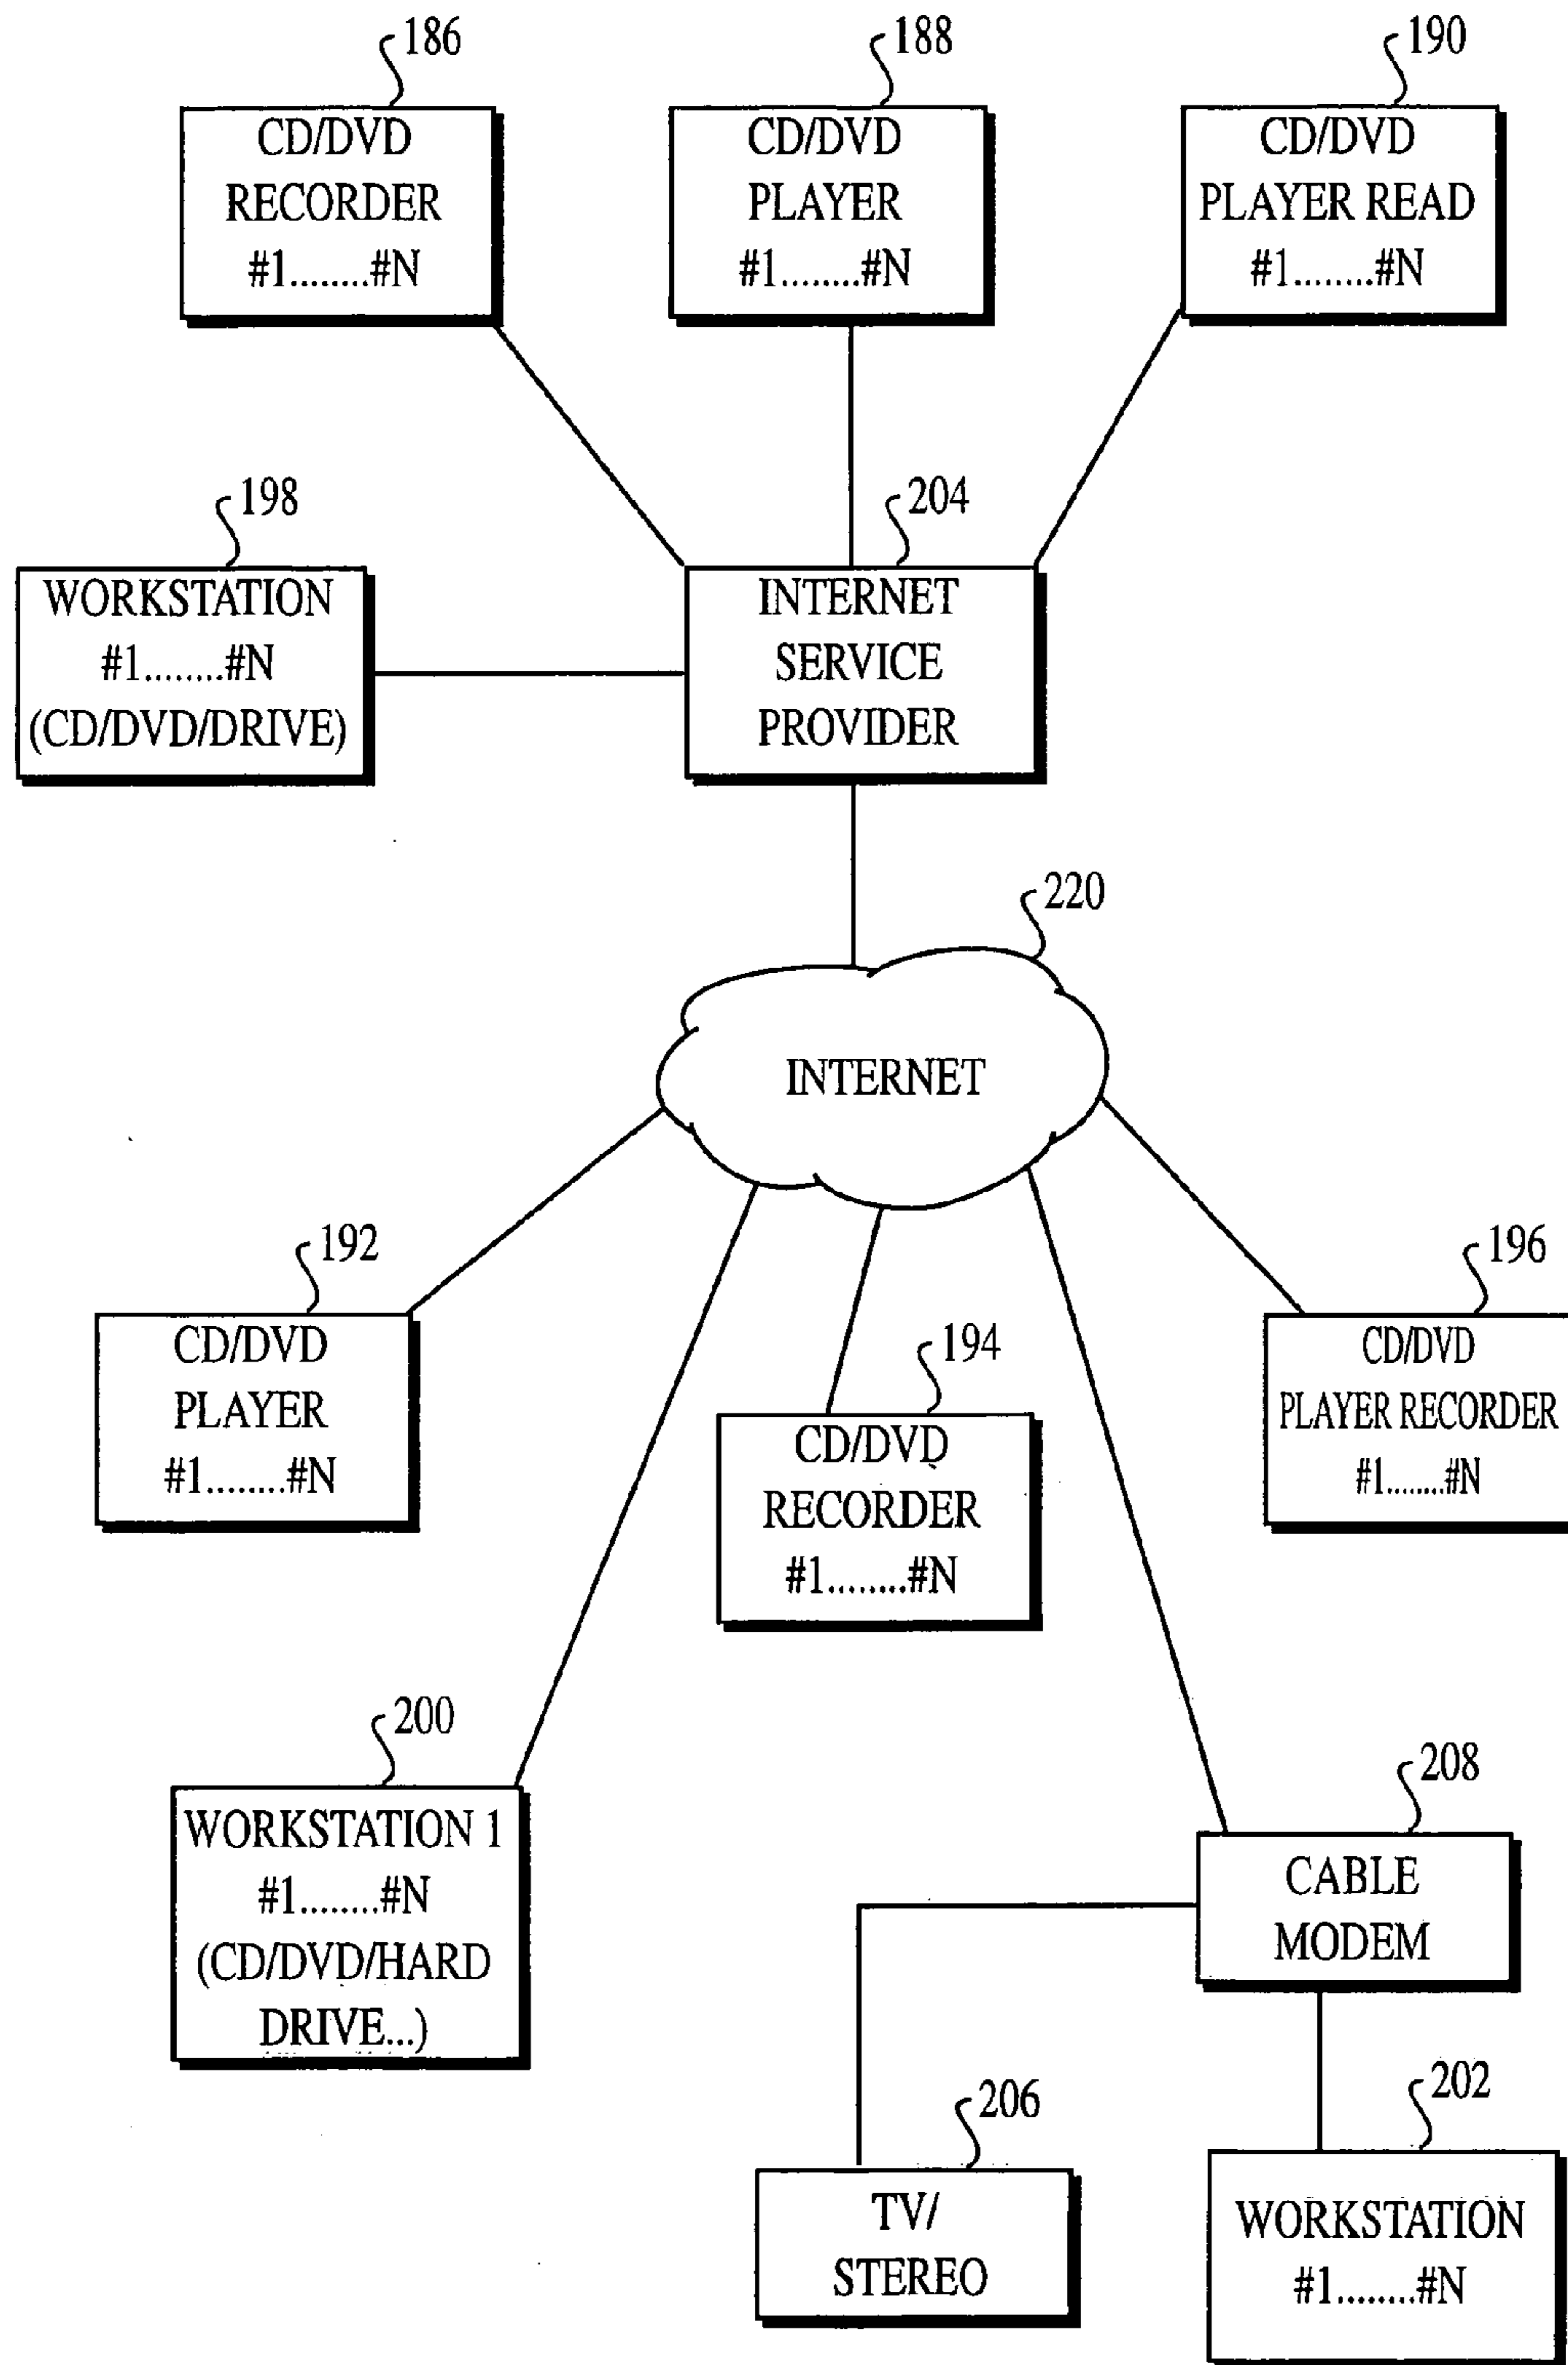 186
188
190
CD/DVD
RECORDER
#1........#N
CD/DVD
PLAYER
#1........#N
CD/DVD
PLAYER READ
#1........#N
198
204
WORKSTATION
#1........#N
(CD/DVD/DRIVE)
INTERNET
SERVICE
PROVIDER
220
INTERNET
192
194
196
CD/DVD
PLAYER
#1........#N
CD/DVD
RECORDER
#1........#N
CD/DVD
PLAYER RECORDER
#1........#N
200
208
WORKSTATION 1
#1........#N
(CD/DVD/HARD
DRIVE...)
CABLE
MODEM
206
202
TV/
STEREO
WORKSTATION
#1........#N